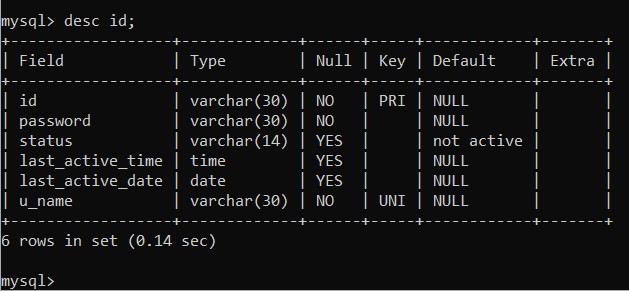 mysql> desc id;
+------------------+-------------+------+-----+------------+-------+
| Field            | Type        | Null | Key | Default    | Extra |
+------------------+-------------+------+-----+------------+-------+
| id               | varchar(30) | NO   | PRI | NULL       |       |
| password         | varchar(30) | NO   |     | NULL       |       |
| status           | varchar(14) | YES  |     | not active |       |
| last_active_time | time        | YES  |     | NULL       |       |
| last_active_date | date        | YES  |     | NULL       |       |
| u_name           | varchar(30) | NO   | UNI | NULL       |       |
+------------------+-------------+------+-----+------------+-------+
6 rows in set (0.14 sec)
mysql>